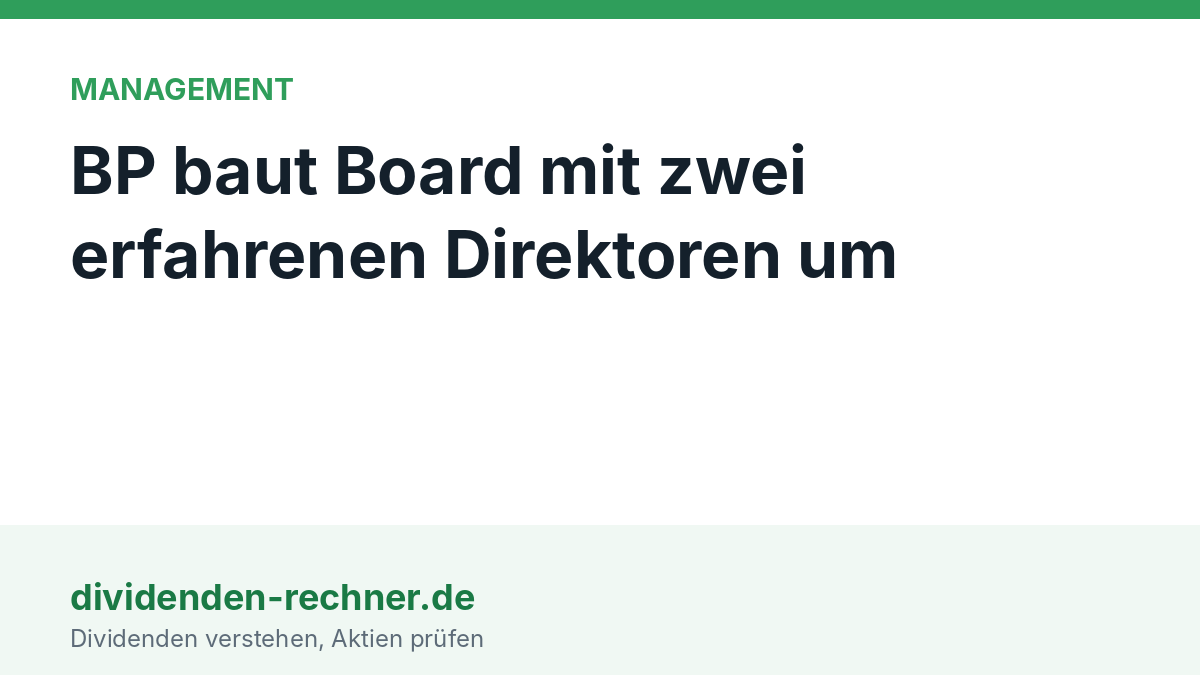 MANAGEMENT
BP baut Board mit zwei
erfahrenen Direktoren um
dividenden-rechner.de
Dividenden verstehen, Aktien prüfen